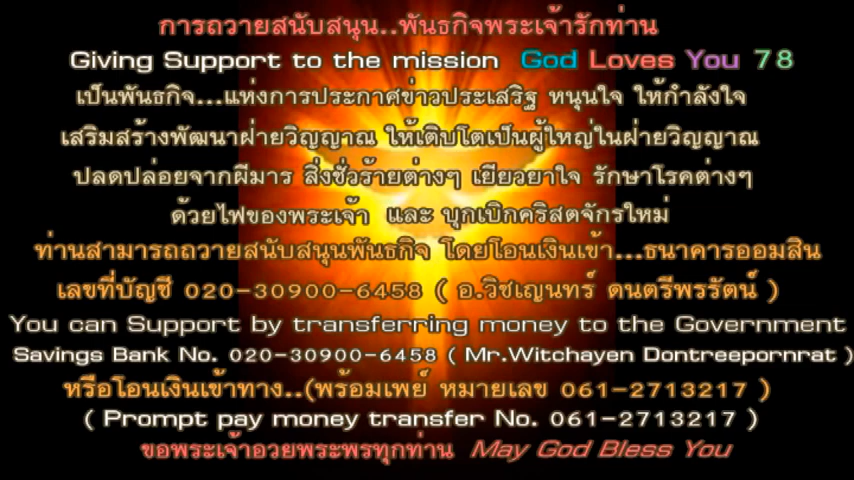 การถวายสนับสนุน..พันธกิจพระเจ้ารักท่าน
Giving Support to the mission God Loves You 78
เป็นพันธกิจ...แห่งการประกาศข่าวประเสริฐ หนุนใจ ให้กำลังใจ
เสริมสร้างพัฒนาฝ่ายวิญญาณ ให้เติบโตเป็นผู้ใหญ่ในฝ่ายวิญญาณ
ปลดปล่อยจากผีมาร สิ่งชั่วร้ายต่างๆ เยียวยาใจ รักษาโรคต่างๆ
ด้วยไฟของพระเจ้า และ บุกเบิกคริสตจักรใหม่
ท่านสามารถถวายสนับสนุนพันธกิจ โดยโอนเงินเข้า...ธนาคารออมสิน
เลขที่บัญชี 020-30900-6458 ( อ.วิชเญนทร์ ดนตรีพรรัตน์ )
You can Support by transferring money to the Government
Savings Bank No. 020-30900-6458 ( Mr.Witchayen Dontreepornrat )
หรือโอนเงินเข้าทาง..(พร้อมเพย์ หมายเลข 061-2713217 )
( Prompt pay money transfer No. 061-2713217 )
ขอพระเจ้าอวยพระพรทุกท่าน May God Bless You